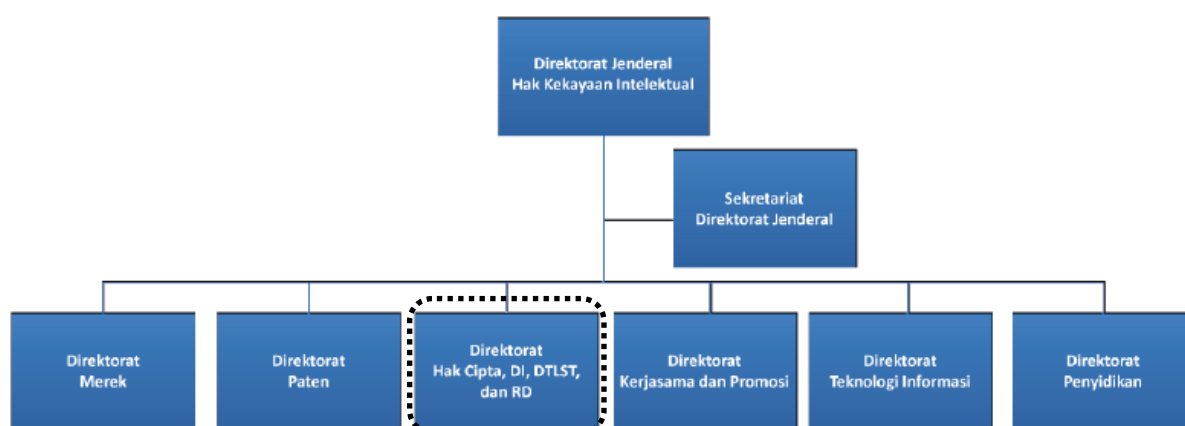 Direktorat Jenderal
Hak Kekayaan Intelektual
Sekretariat
Direktorat Jenderal
Direktorat
Merek
Direktorat
Paten
Direktorat
Hak Cipta, DI, DTLST,
dan RD
Direktorat
Kerjasama dan Promosi
Direktorat
Teknologi Informasi
Direktorat
Penyidikan